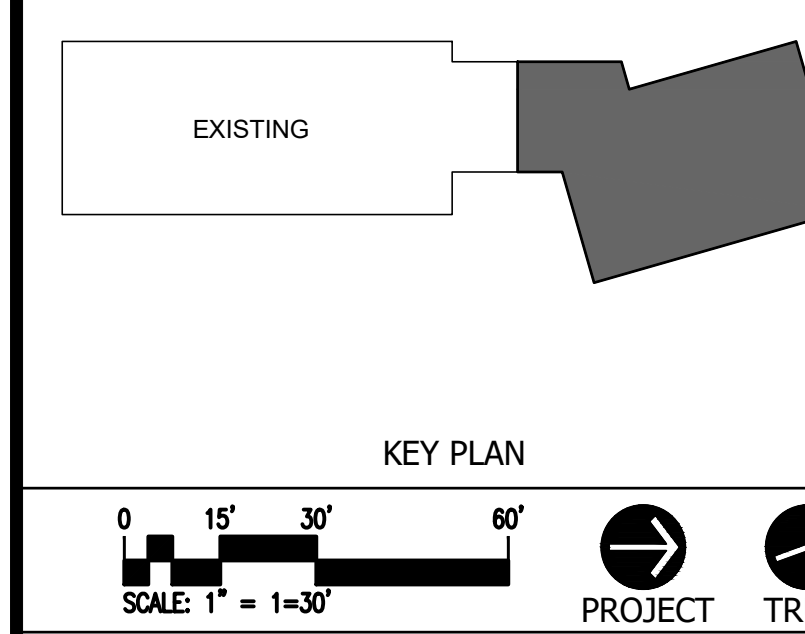 EXISTING
KEY PLAN
0 15' 30' 60'
SCALE: 1" = 1=30'
PROJECT